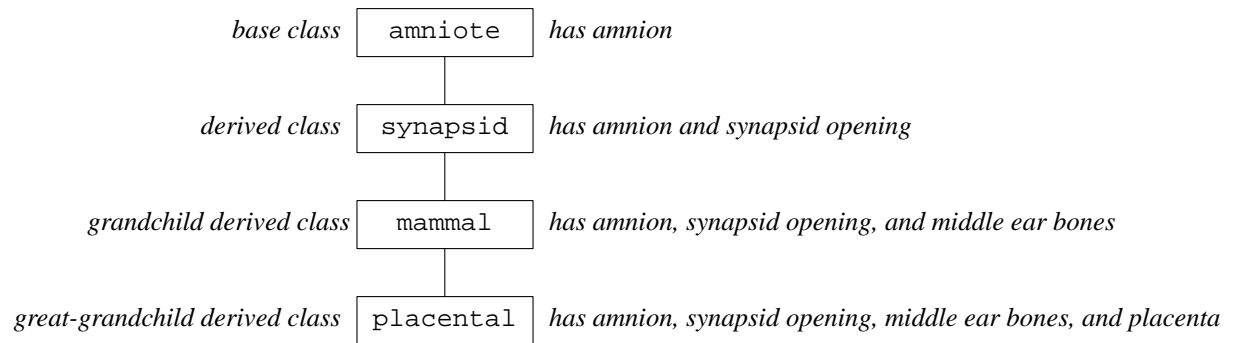 base class amniote has amnion
derived class synapsid has amnion and synapsid opening
grandchild derived class mammal has amnion, synapsid opening, and middle ear bones
great-grandchild derived class placental has amnion, synapsid opening, middle ear bones, and placenta